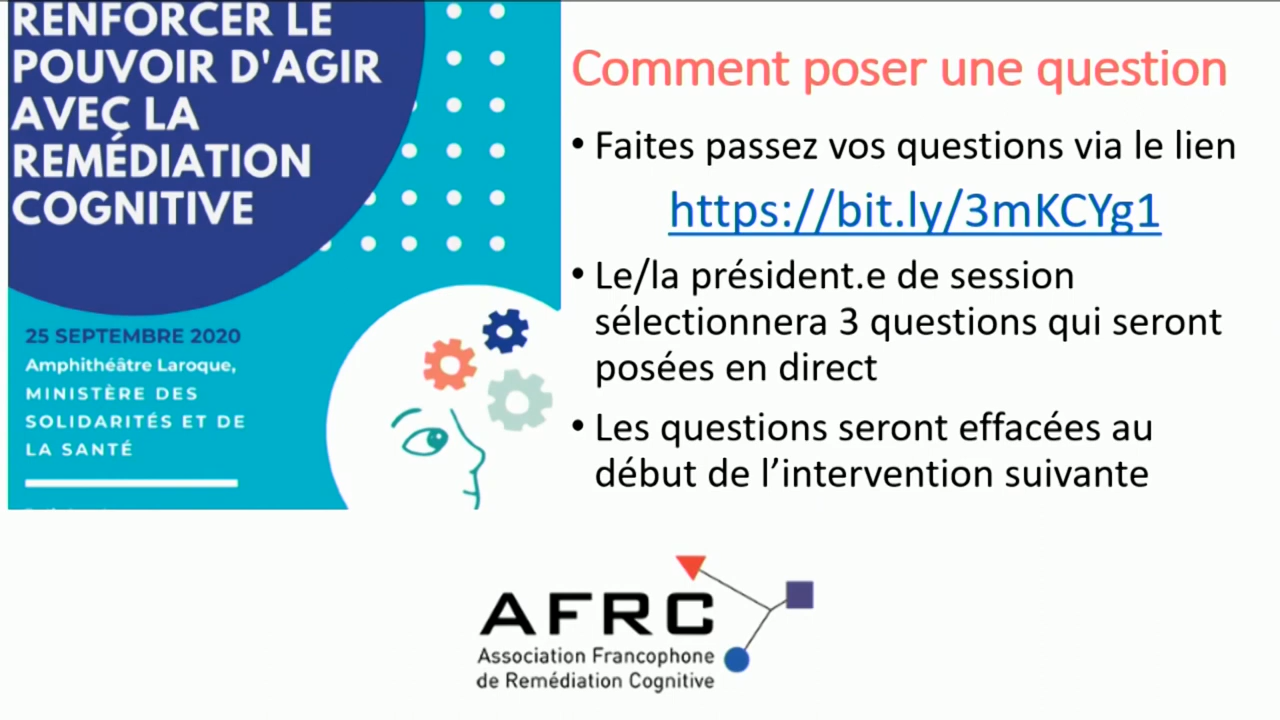 RENFORCER LE
POUVOIR D'AGIR
AVEC LA
REMÉDIATION
COGNITIVE
25 SEPTEMBRE 2020
Amphithéâtre Laroque,
MINISTÈRE DES
SOLIDARITÉS ET DE
LA SANTÉ
Comment poser une question
• Faites passez vos questions via le lien
https://bit.ly/3mKCYg1
• Le/la président.e de session
sélectionnera 3 questions qui seront
posées en direct
• Les questions seront effacées au
début de l’intervention suivante
AFRC
Association Francophone
de Remédiation Cognitive